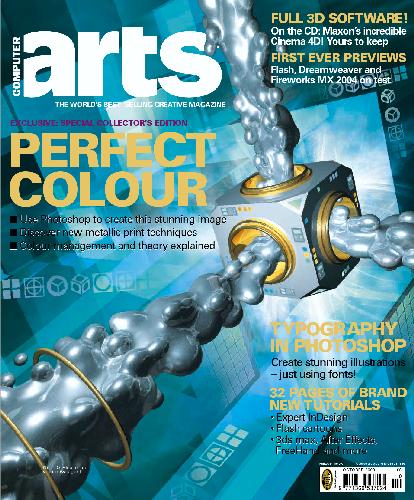 COMPUTER
arts
THE WORLD'S BEST-SELLING CREATIVE MAGAZINE
FULL 3D SOFTWARE!
On the CD: Maxon's incredible
Cinema 4D! Yours to keep
FIRST EVER PREVIEWS
Flash, Dreamweaver and
Fireworks MX 2004 on test
EXCLUSIVE: SPECIAL COLLECTOR'S EDITION
PERFECT
COLOUR
■ Use Photoshop to create this stunning image
■ Discover new metallic print techniques
■ Colour management and theory explained
TYPOGRAPHY
IN PHOTOSHOP
Create stunning illustrations
– just using fonts!
32 PAGES OF BRAND
NEW TUTORIALS
• Expert InDesign
• Flash cartoons
• 3ds max, After Effects,
FreeHand and more
OCTOBER 2003